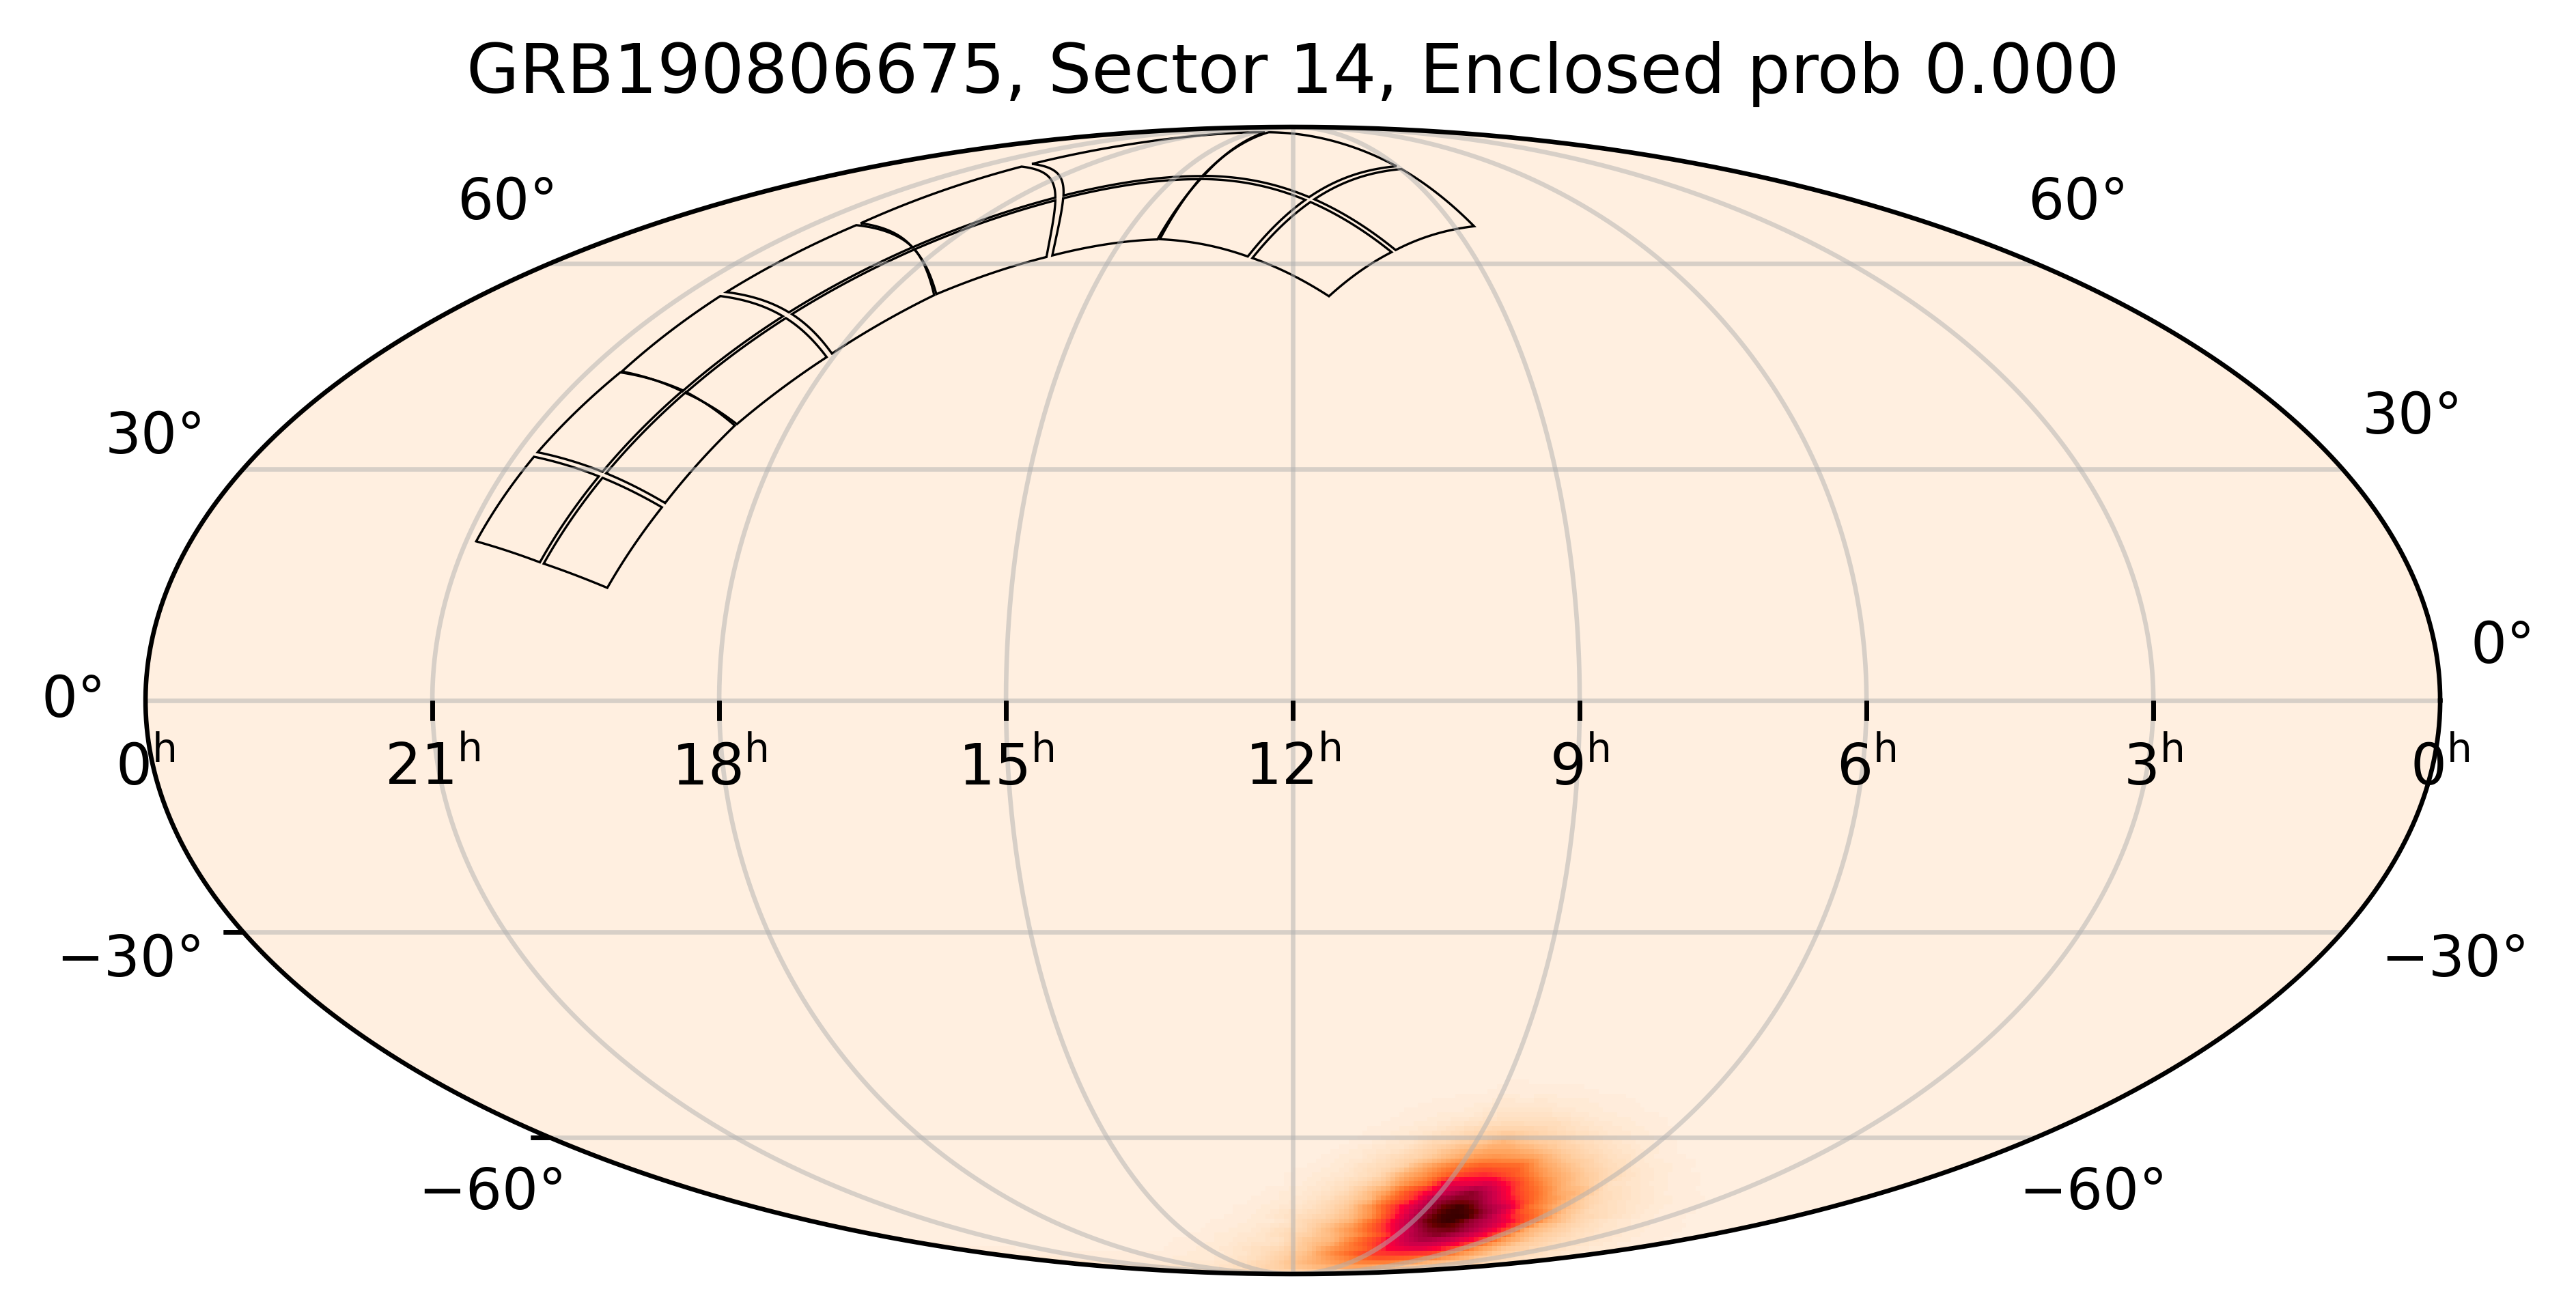 GRB190806675, Sector 14, Enclosed prob 0.000
60° 60°
30° 30°
0° 0°
0ʰ 21ʰ 18ʰ 15ʰ 12ʰ 9ʰ 6ʰ 3ʰ 0ʰ
−30° −30°
−60° −60°